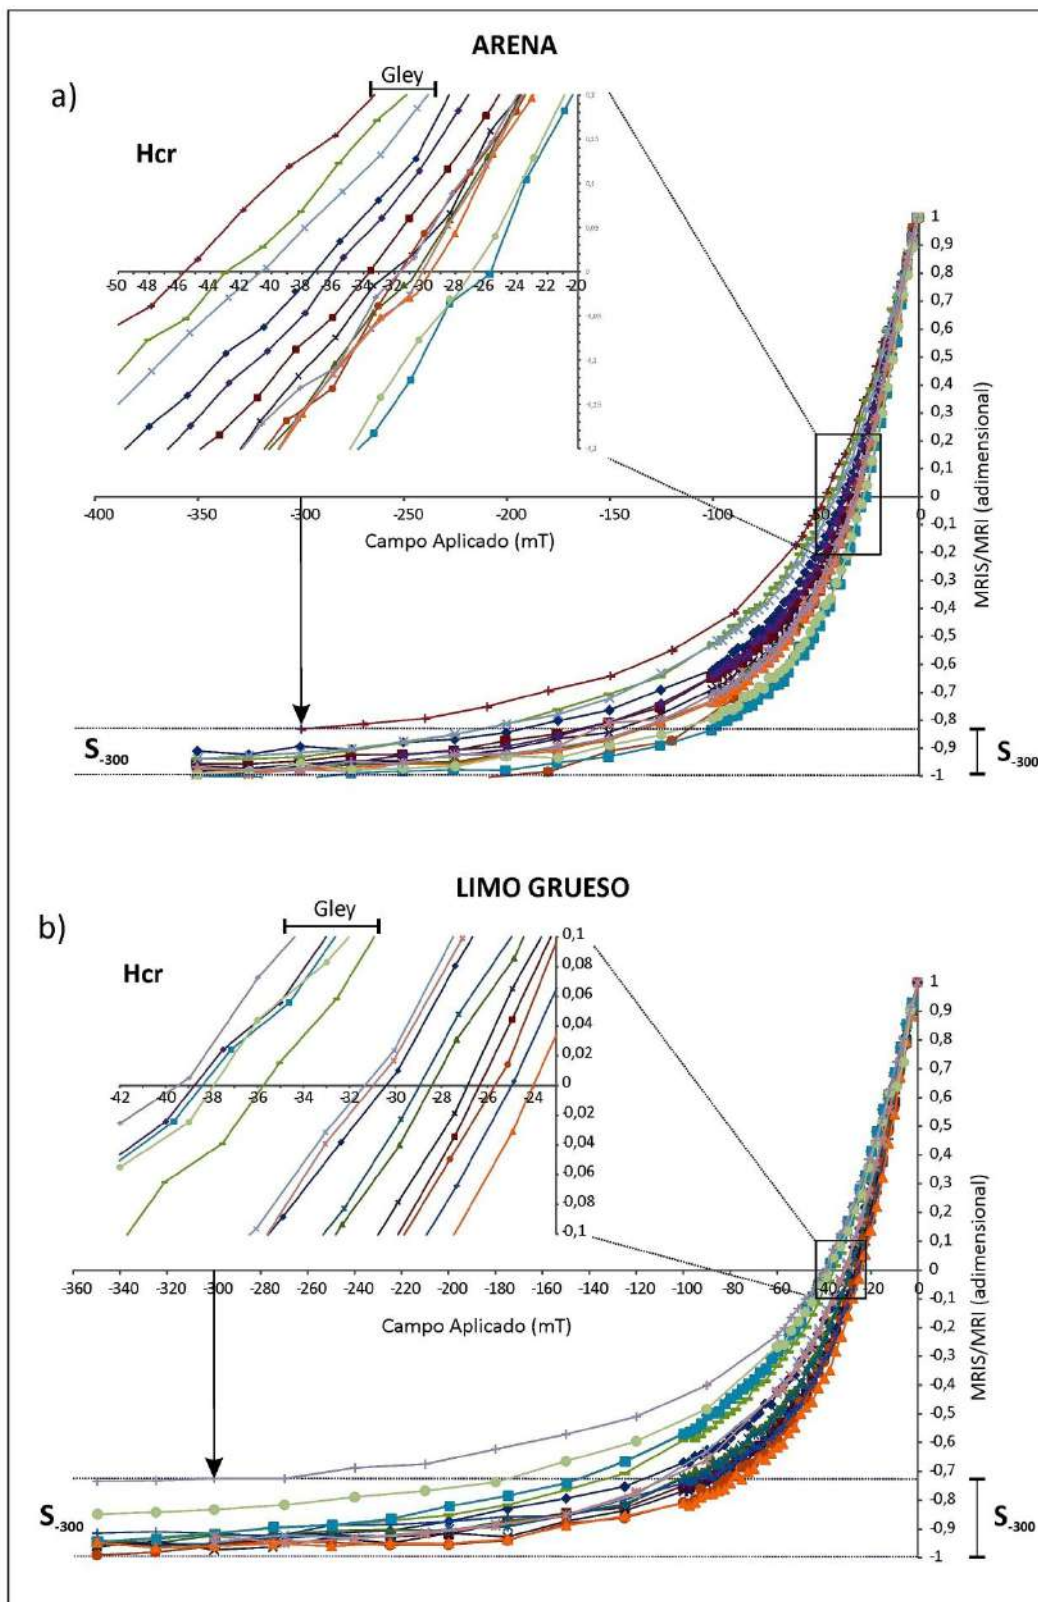 ARENA
a)
Gley
Hcr
-50 -48 -46 -44 -42 -40 -38 -36 -34 -32 -30 -28 -26 -24 -22 -20
1
0,9
0,8
0,7
0,6
0,5
0,4
0,3
0,2
0,1
0
-0,1
-0,2
-0,3
-0,4
-0,5
-0,6
-0,7
-0,8
-0,9
-1
MRIS/MRI (adimensional)
-400 -350 -300 -250 -200 -150 -100 -50 0
Campo Aplicado (mT)
S-300
S-300
LIMO GRUESO
b)
Gley
Hcr
0,1
0,08
0,06
0,04
0,02
0
-0,02
-0,04
-0,06
-0,08
-0,1
-42 -40 -38 -36 -34 -32 -30 -28 -26 -24
1
0,9
0,8
0,7
0,6
0,5
0,4
0,3
0,2
0,1
0
-0,1
-0,2
-0,3
-0,4
-0,5
-0,6
-0,7
-0,8
-0,9
-1
MRIS/MRI (adimensional)
-360 -340 -320 -300 -280 -260 -240 -220 -200 -180 -160 -140 -120 -100 -80 -60 -40 -20 0
Campo Aplicado (mT)
S-300
S-300